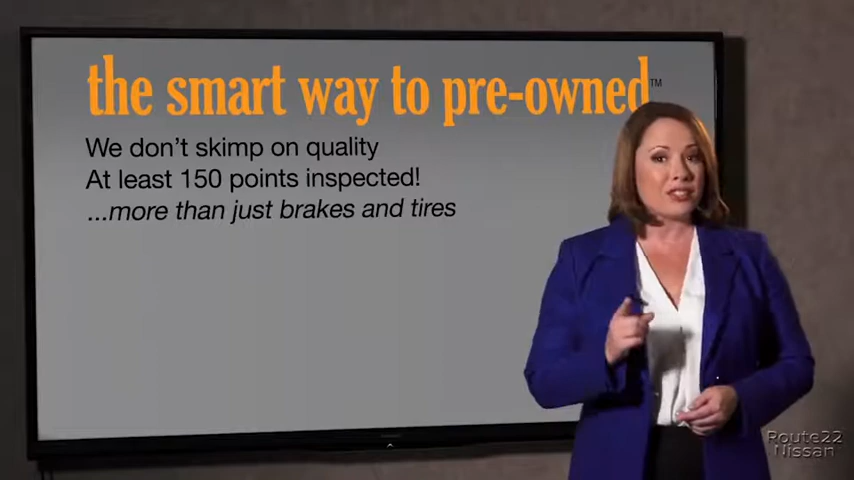 the smart way to pre-owned™
We don't skimp on quality
At least 150 points inspected!
...more than just brakes and tires
Route22
Nissan